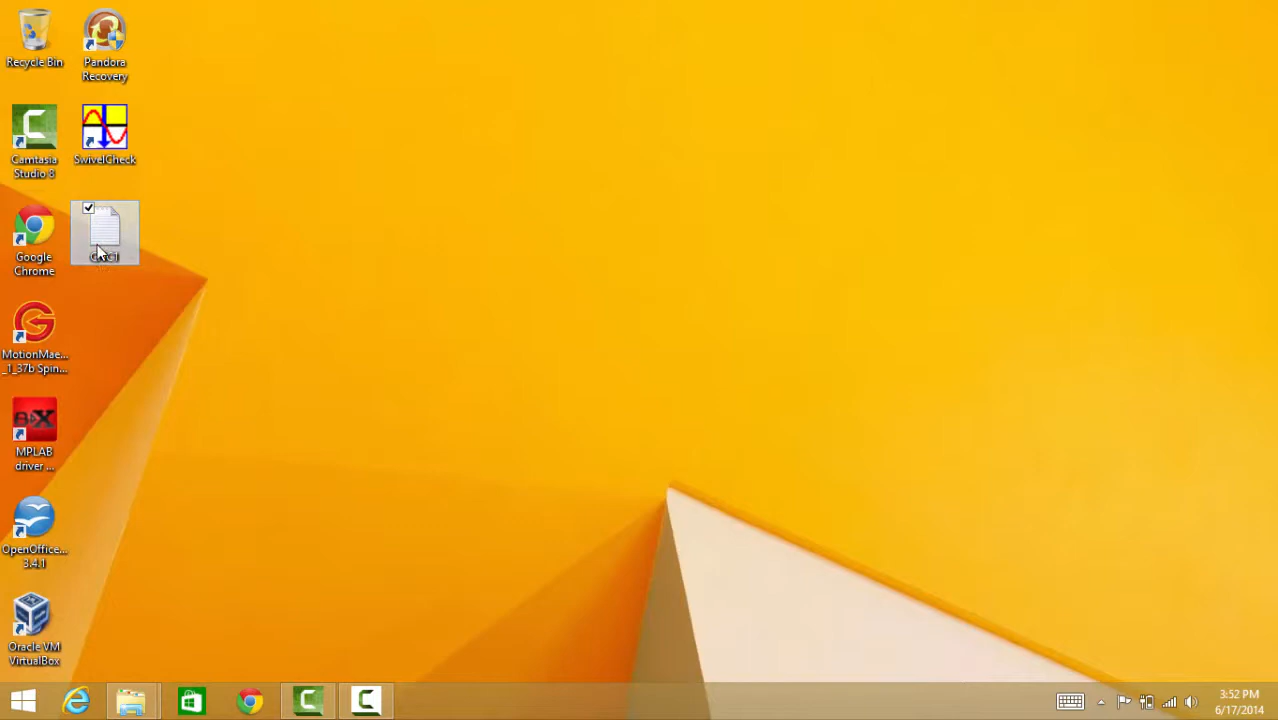 Recycle Bin
Pandora
Recovery
Camtasia
Studio 8
SwivelCheck
Google
Chrome
MotionMae...
_1_37b Spin...
MPLAB
driver ...
OpenOffice...
3.4.1
Oracle VM
VirtualBox
3:52 PM
6/17/2014